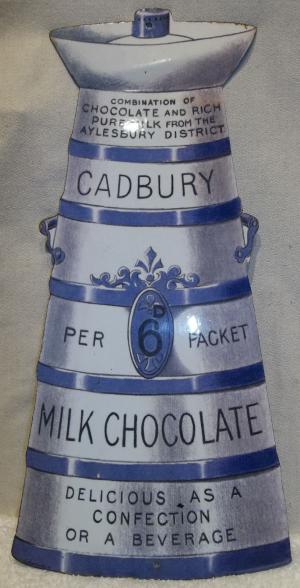 COMBINATION OF
CHOCOLATE AND RICH
PURE MILK FROM THE
AYLESBURY DISTRICT.
CADBURY
D
PER 6 PACKET
MILK CHOCOLATE
DELICIOUS AS A
CONFECTION
OR A BEVERAGE